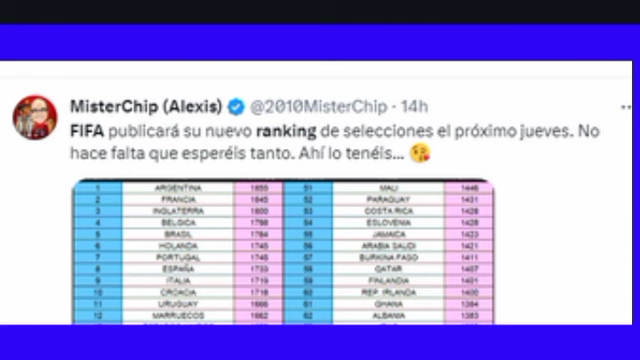 MisterChip (Alexis) @2010MisterChip · 14h
FIFA publicará su nuevo ranking de selecciones el próximo jueves. No
hace falta que esperéis tanto. Ahí lo tenéis... 😘
1 ARGENTINA 1855 51 MALI 1446
2 FRANCIA 1845 52 PARAGUAY 1431
3 INGLATERRA 1800 53 COSTA RICA 1428
4 BELGICA 1798 54 ESLOVENIA 1428
5 BRASIL 1784 55 JAMAICA 1423
6 HOLANDA 1745 56 ARABIA SAUDI 1421
7 PORTUGAL 1745 57 BURKINA FASO 1411
8 ESPAÑA 1733 58 QATAR 1407
9 ITALIA 1719 59 FINLANDIA 1401
10 CROACIA 1718 60 REP. IRLANDA 1400
11 URUGUAY 1666 61 GHANA 1384
12 MARRUECOS 1662 62 ALBANIA 1383